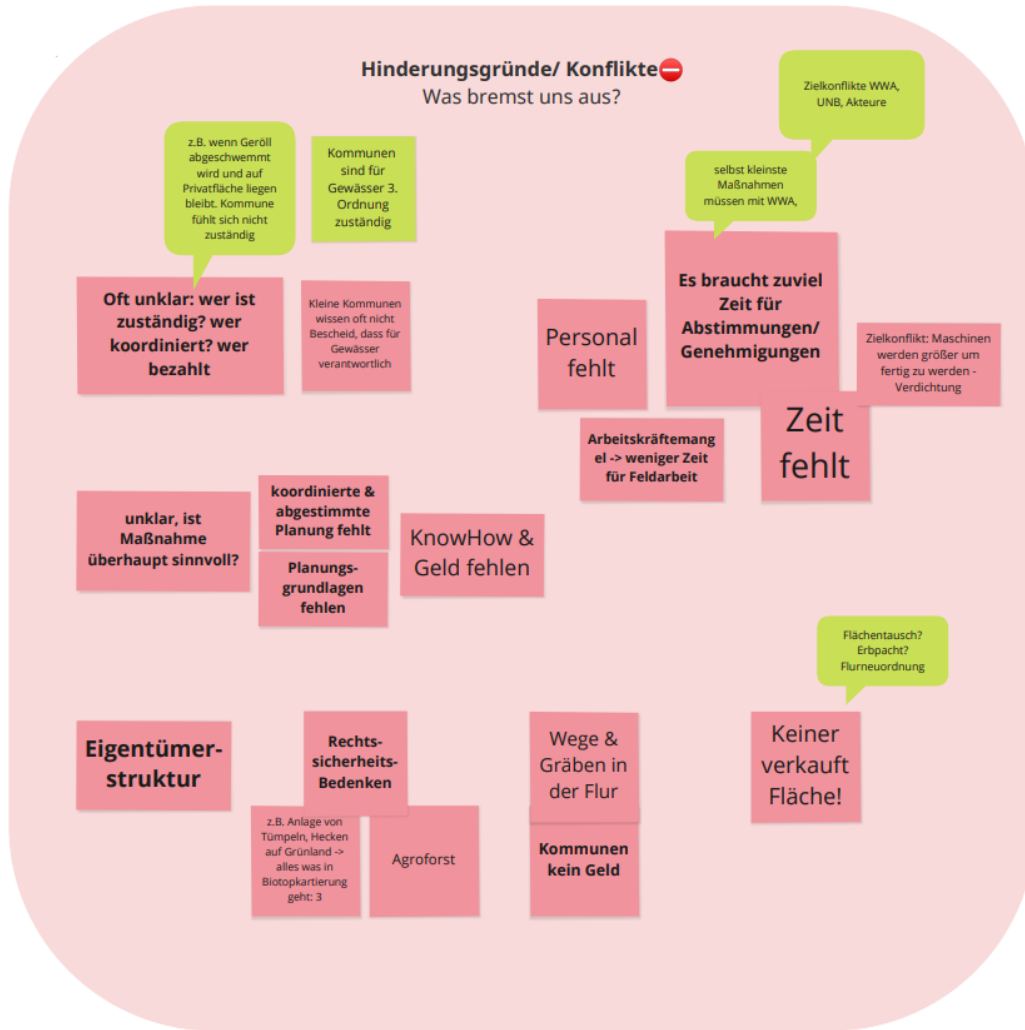 Hinderungsgründe/ Konflikte⛔
Was bremst uns aus?
Zielkonflikte WWA,
UNB, Akteure
z.B. wenn Geröll
abgeschwemmt
wird und auf
Privatfläche liegen
bleibt. Kommune
fühlt sich nicht
zuständig
Kommunen
sind für
Gewässer 3.
Ordnung
zuständig
selbst kleinste
Maßnahmen
müssen mit WWA,
Oft unklar: wer ist
zuständig? wer
koordiniert? wer
bezahlt
Kleine Kommunen
wissen oft nicht
Bescheid, dass für
Gewässer
verantwortlich
Personal
fehlt
Es braucht zuviel
Zeit für
Abstimmungen/
Genehmigungen
Zielkonflikt: Maschinen
werden größer um
fertig zu werden -
Verdichtung
Arbeitskräftemang
el -> weniger Zeit
für Feldarbeit
Zeit
fehlt
unklar, ist
Maßnahme
überhaupt sinnvoll?
koordinierte &
abgestimmte
Planung fehlt
Planungs-
grundlagen
fehlen
KnowHow &
Geld fehlen
Flächentausch?
Erbpacht?
Flurneuordnung
Eigentümer-
struktur
Rechts-
sicherheits-
Bedenken
z.B. Anlage von
Tümpeln, Hecken
auf Grünland ->
alles was in
Biotopkartierung
geht: 3
Agroforst
Wege &
Gräben in
der Flur
Kommunen
kein Geld
Keiner
verkauft
Fläche!